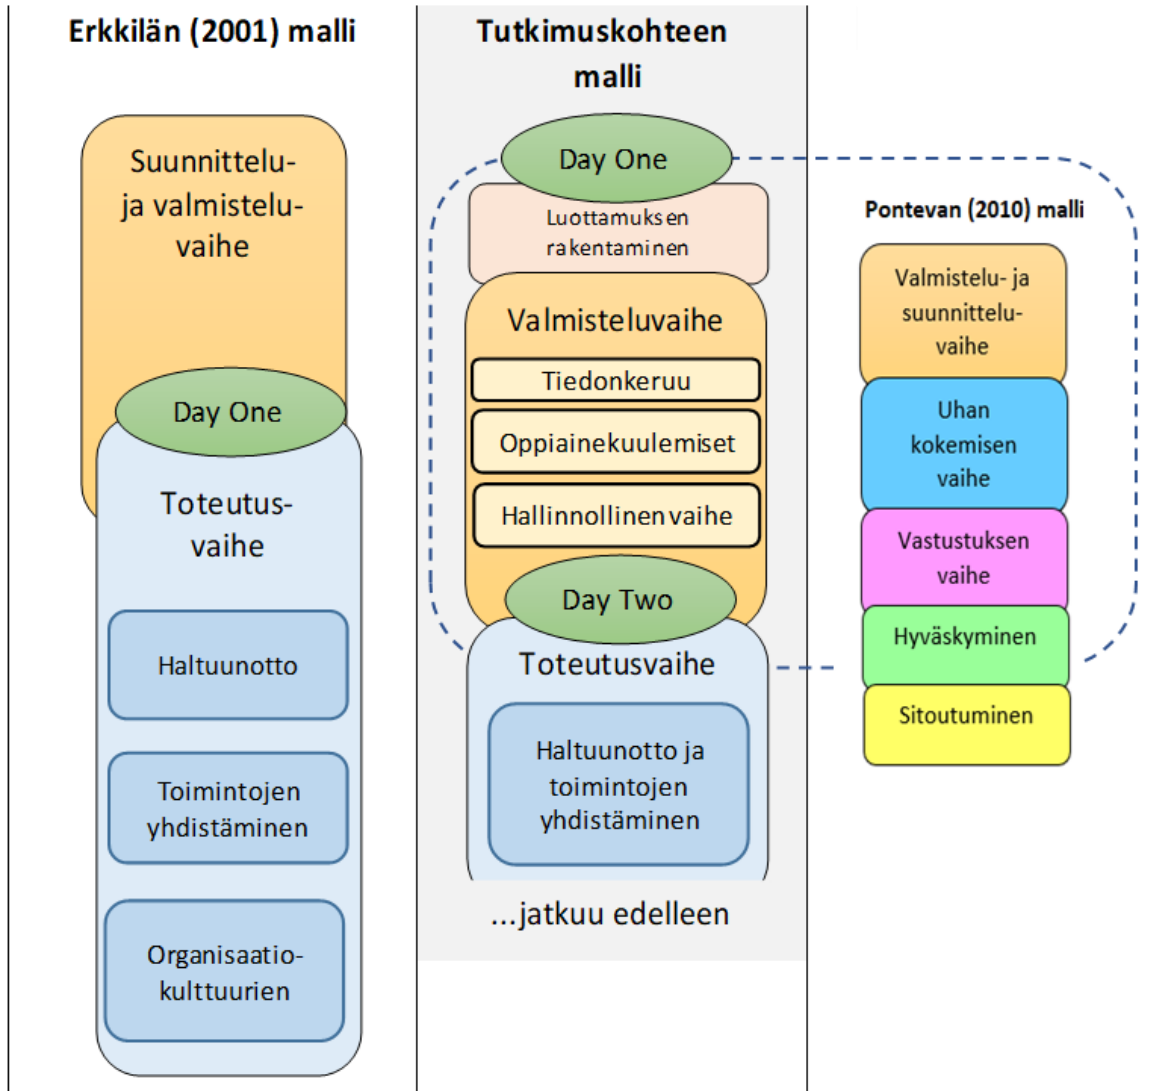 Erkkilän (2001) malli
Suunnittelu-
ja valmistelu-
vaihe
Day One
Toteutus-
vaihe
Haltuunotto
Toimintojen
yhdistäminen
Organisaatio-
kulttuurien
Tutkimuskohteen
malli
Day One
Luottamuksen
rakentaminen
Valmisteluvaihe
Tiedonkeruu
Oppiainekuulemiset
Hallinnollinen vaihe
Day Two
Toteutusvaihe
Haltuunotto ja
toimintojen
yhdistäminen
...jatkuu edelleen
Pontevan (2010) malli
Valmistelu- ja
suunnittelu-
vaihe
Uhan
kokemisen
vaihe
Vastustuksen
vaihe
Hyväskyminen
Sitoutuminen